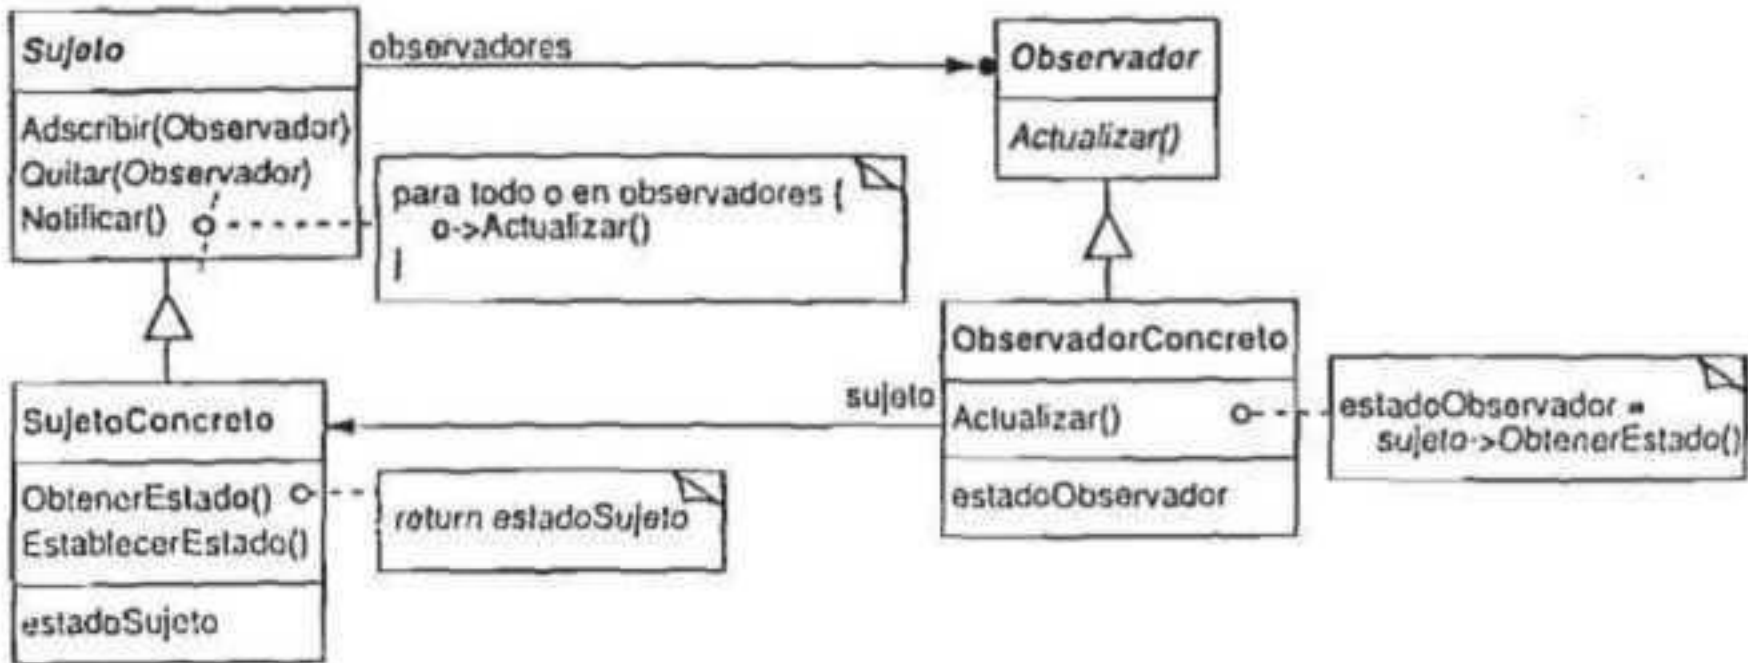 Sujeto
Adscribir(Observador)
Quitar(Observador)
Notificar()
observadores
para todo o en observadores {
o->Actualizar()
}
Observador
Actualizar()
SujetoConcreto
ObtenerEstado()
EstablecerEstado()
estadoSujeto
return estadoSujeto
sujeto
ObservadorConcreto
Actualizar()
estadoObservador
estadoObservador =
sujeto->ObtenerEstado()